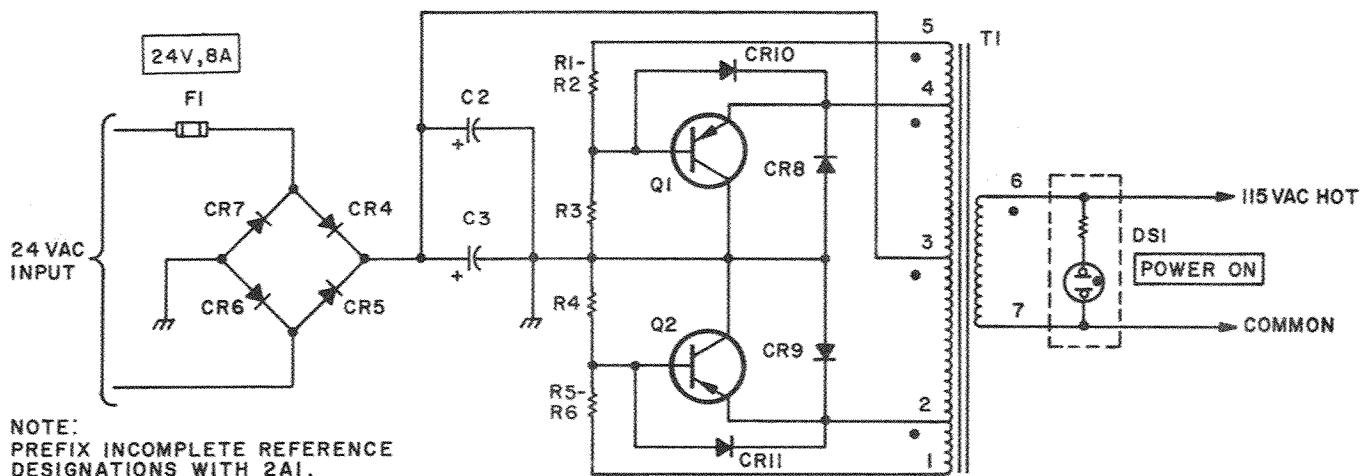 24V,8A
F1
24 VAC
INPUT
CR7
CR4
CR6
CR5
C2
+
C3
+
R1-
R2
R3
R4
R5-
R6
CR10
Q1
CR8
Q2
CR9
CR11
5
4
3
2
1
T1
6
7
DS1
POWER ON
115 VAC HOT
COMMON
NOTE:
PREFIX INCOMPLETE REFERENCE
DESIGNATIONS WITH 2A1.